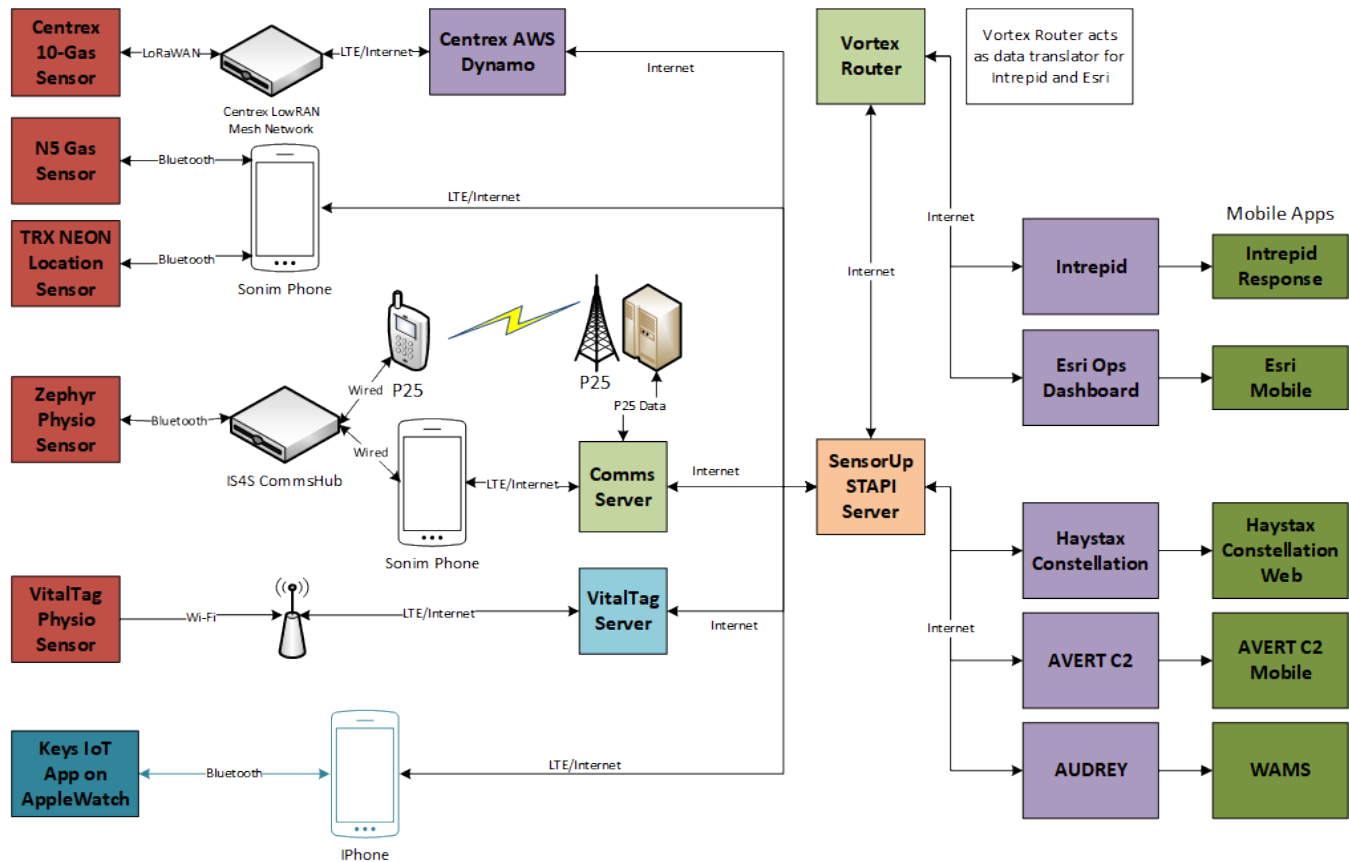 Centrex
10-Gas
Sensor
LoRaWAN
Centrex LowRAN
Mesh Network
LTE/Internet
Centrex AWS
Dynamo
Internet
Vortex
Router
Vortex Router acts
as data translator for
Intrepid and Esri
N5 Gas
Sensor
Bluetooth
LTE/Internet
TRX NEON
Location
Sensor
Bluetooth
Sonim Phone
Internet
Internet
Mobile Apps
Intrepid
Intrepid
Response
Esri Ops
Dashboard
Esri
Mobile
Zephyr
Physio
Sensor
Bluetooth
IS4S CommsHub
Wired
P25
Wired
Sonim Phone
P25
P25 Data
LTE/Internet
Comms
Server
Internet
SensorUp
STAPI
Server
Internet
Haystax
Constellation
Haystax
Constellation
Web
VitalTag
Physio
Sensor
Wi-Fi
LTE/Internet
VitalTag
Server
Internet
AVERT C2
AVERT C2
Mobile
Keys IoT
App on
AppleWatch
Bluetooth
IPhone
LTE/Internet
AUDREY
WAMS